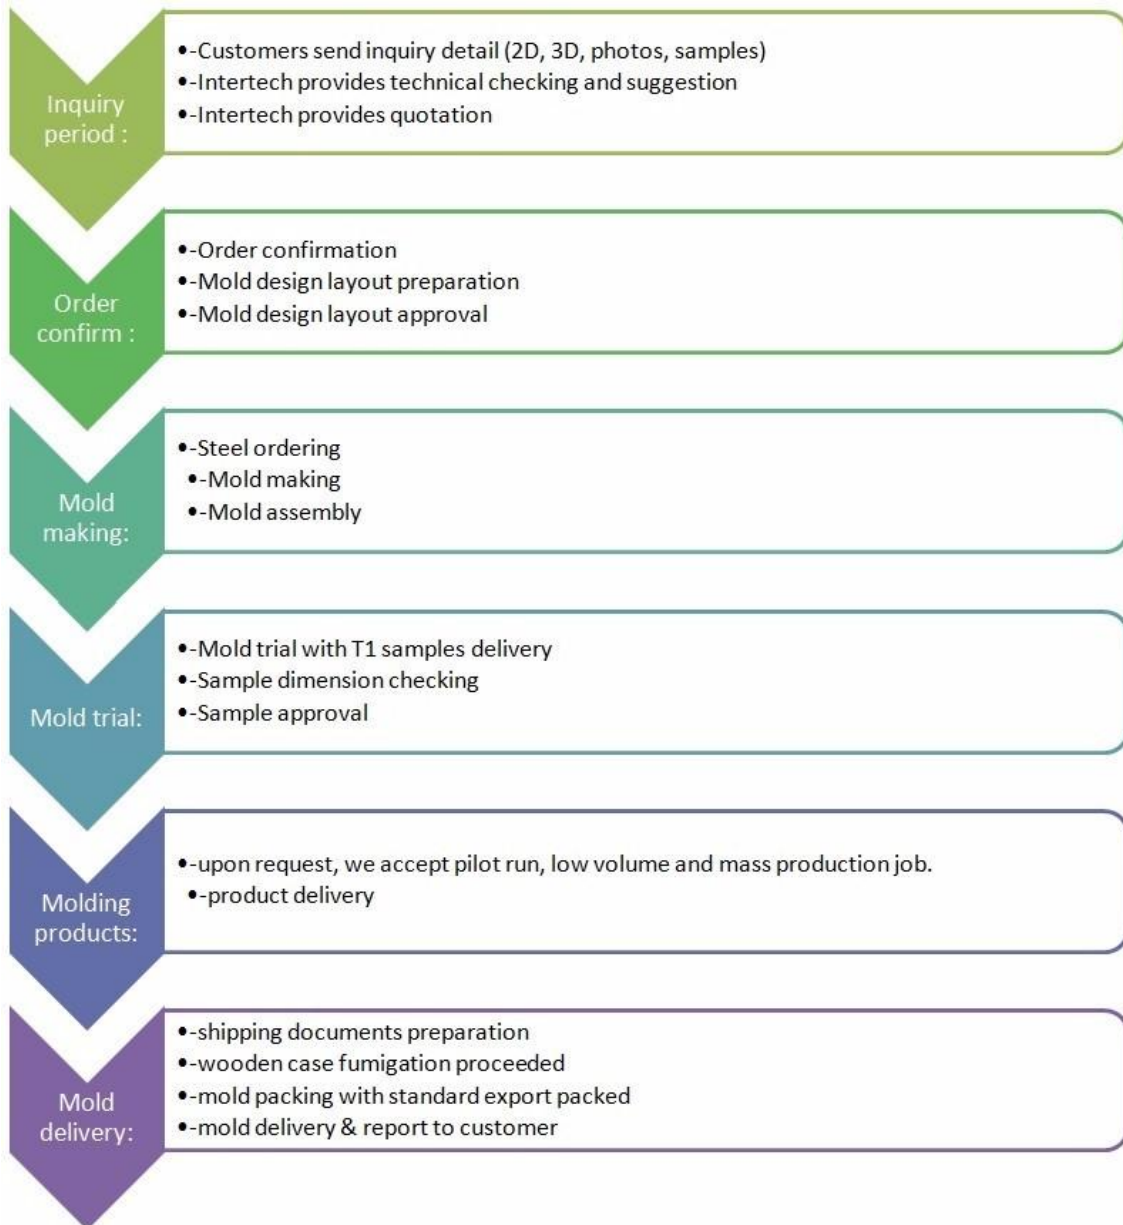 Inquiry
period :
•-Customers send inquiry detail (2D, 3D, photos, samples)
•-Intertech provides technical checking and suggestion
•-Intertech provides quotation
Order
confirm :
•-Order confirmation
•-Mold design layout preparation
•-Mold design layout approval
Mold
making:
•-Steel ordering
•-Mold making
•-Mold assembly
Mold trial:
•-Mold trial with T1 samples delivery
•-Sample dimension checking
•-Sample approval
Molding
products:
•-upon request, we accept pilot run, low volume and mass production job.
•-product delivery
Mold
delivery:
•-shipping documents preparation
•-wooden case fumigation proceeded
•-mold packing with standard export packed
•-mold delivery & report to customer